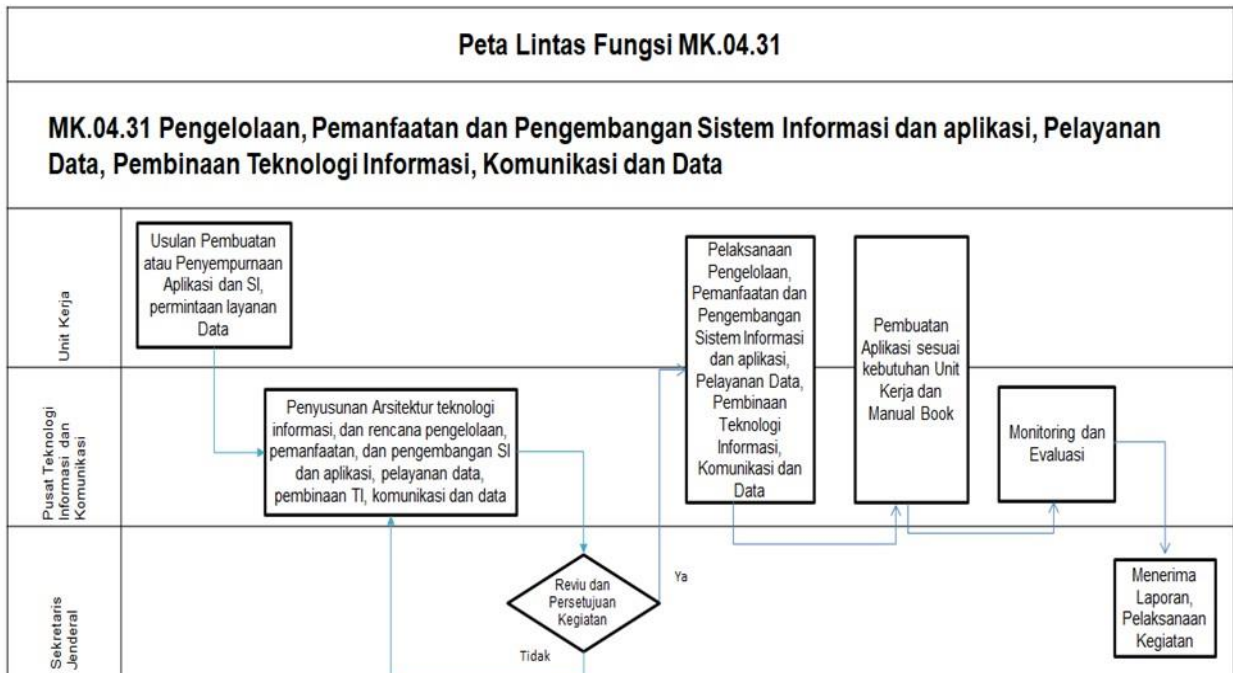 Peta Lintas Fungsi MK.04.31
MK.04.31 Pengelolaan, Pemanfaatan dan Pengembangan Sistem Informasi dan aplikasi, Pelayanan
Data, Pembinaan Teknologi Informasi, Komunikasi dan Data
Unit Kerja
Usulan Pembuatan
atau Penyempurnaan
Aplikasi dan SI,
permintaan layanan
Data
Pelaksanaan
Pengelolaan,
Pemanfaatan dan
Pengembangan
Sistem Informasi
dan aplikasi,
Pelayanan Data,
Pembinaan
Teknologi
Informasi,
Komunikasi dan
Data
Pembuatan
Aplikasi sesuai
kebutuhan Unit
Kerja dan
Manual Book
Pusat Teknologi
Informasi dan
Komunikasi
Penyusunan Arsitektur teknologi
informasi, dan rencana pengelolaan,
pemanfaatan, dan pengembangan SI
dan aplikasi, pelayanan data,
pembinaan TI, komunikasi dan data
Monitoring dan
Evaluasi
Sekretaris
Jenderal
Reviu dan
Persetujuan
Kegiatan
Ya
Tidak
Menerima
Laporan,
Pelaksanaan
Kegiatan